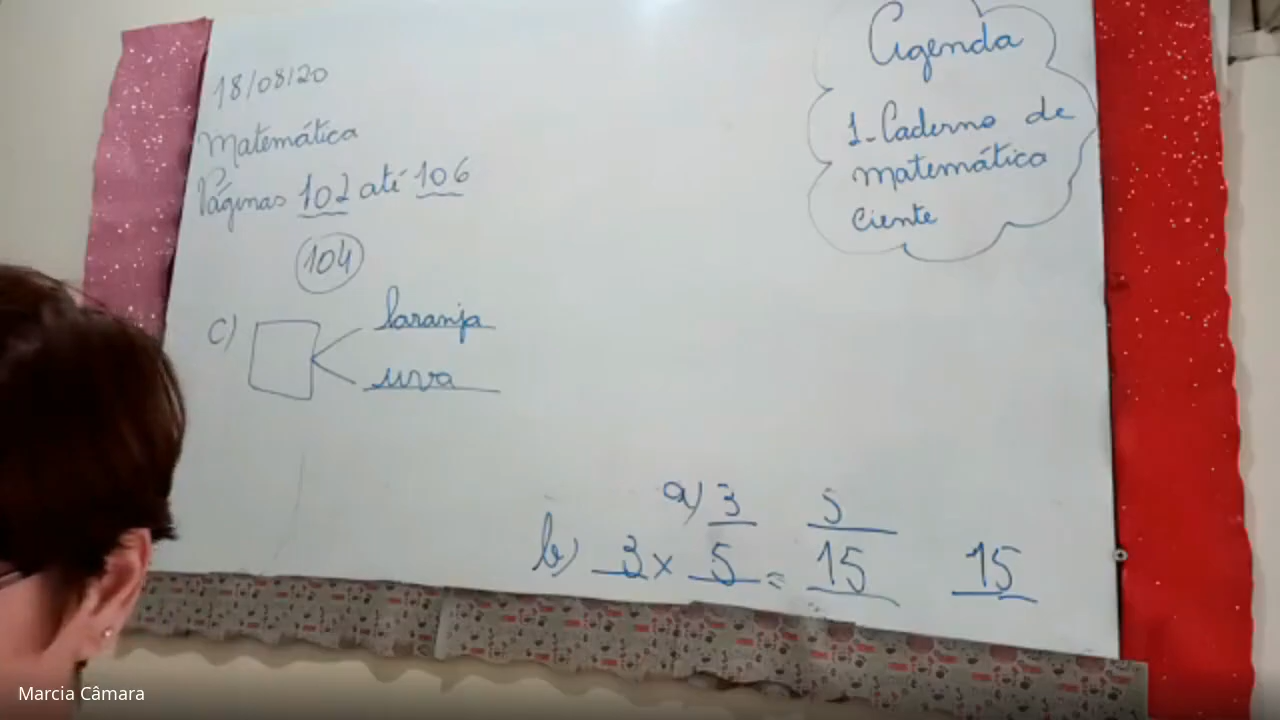 18/08/20
Matemática
Páginas 102 até 106
104
c) laranja
uva
Agenda
1-Caderno de
matemática
ciente
a) 3 5
b) 3 x 5 = 15 15
Marcia Câmara